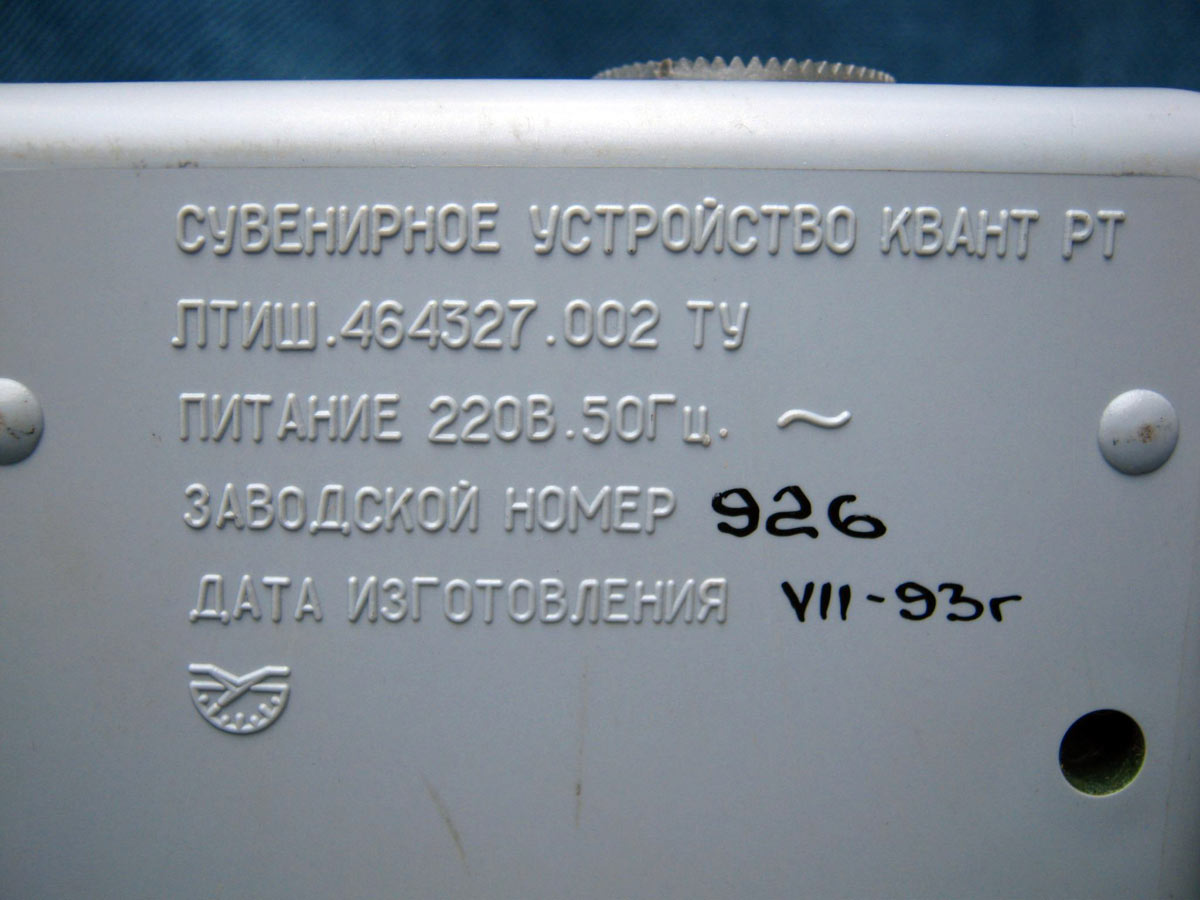 СУВЕНИРНОЕ УСТРОЙСТВО КВАНТ РТ
ЛТИШ.464327.002 ТУ
ПИТАНИЕ 220В.50Гц. ~
ЗАВОДСКОЙ НОМЕР 926
ДАТА ИЗГОТОВЛЕНИЯ VII-93г